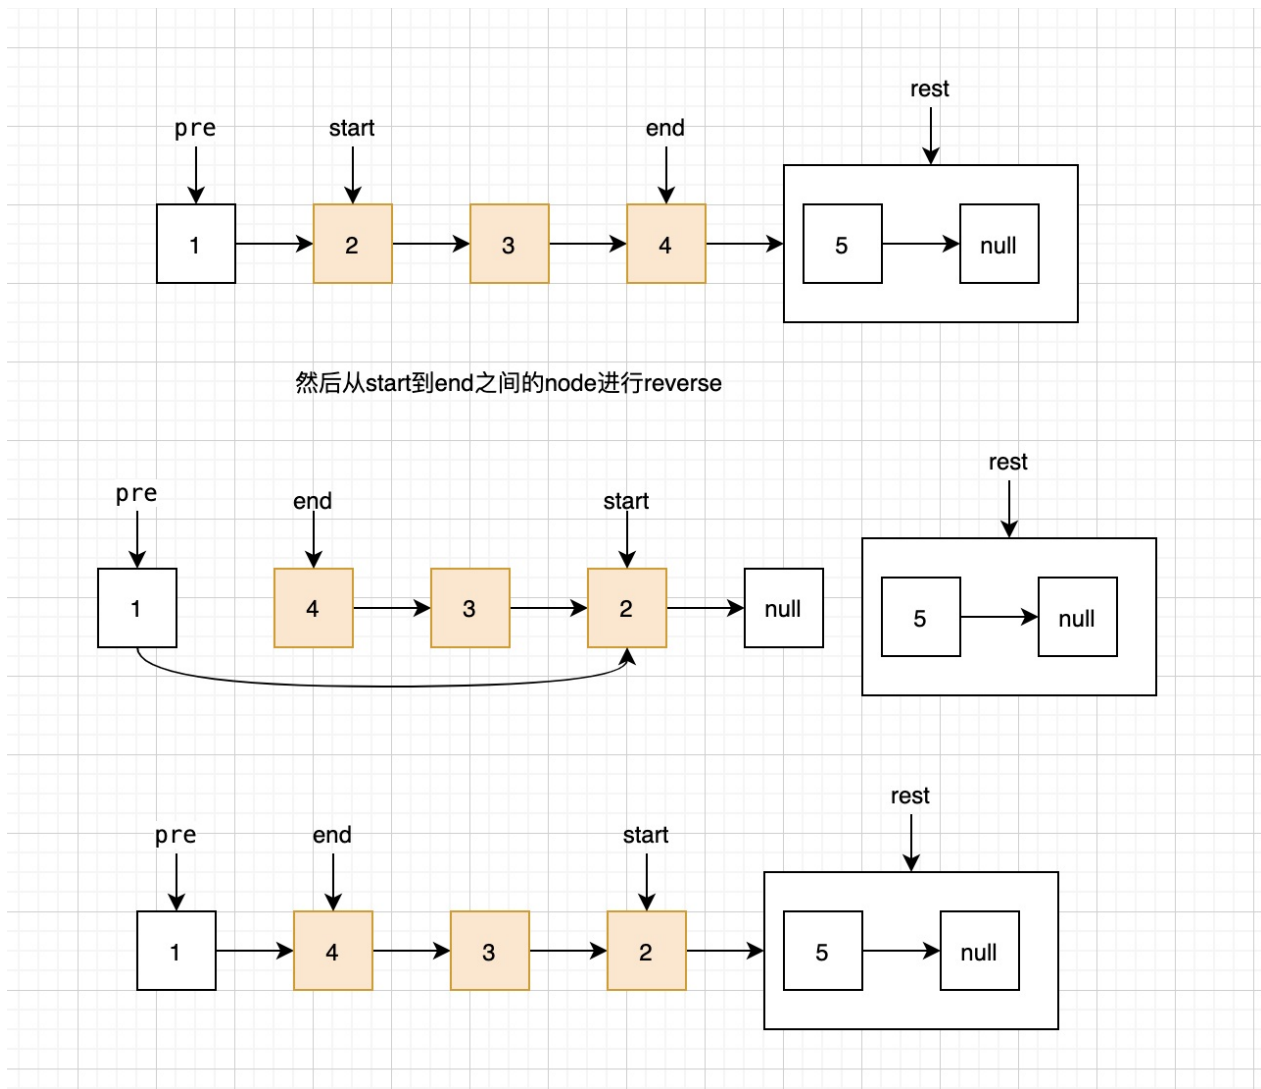 rest
pre start end
1 2 3 4 5 null
然后从start到end之间的node进行reverse
rest
pre end start
1 4 3 2 null 5 null
rest
pre end start
1 4 3 2 5 null